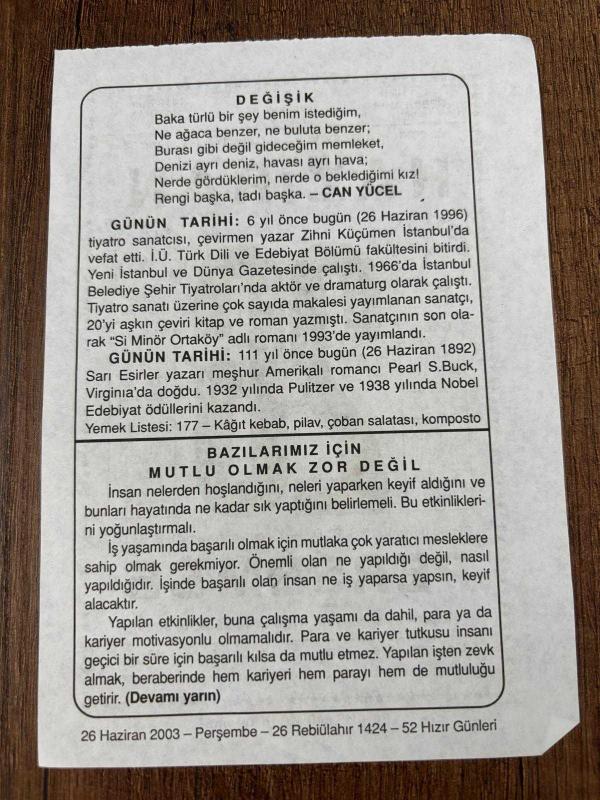 DEĞİŞİK
Baka türlü bir şey benim istediğim,
Ne ağaca benzer, ne buluta benzer;
Burası gibi değil gideceğim memleket,
Denizi ayrı deniz, havası ayrı hava;
Nerde gördüklerim, nerde o beklediğimi kız!
Rengi başka, tadı başka. – CAN YÜCEL
GÜNÜN TARİHİ: 6 yıl önce bugün (26 Haziran 1996)
tiyatro sanatcısı, çevirmen yazar Zihni Küçümen İstanbul'da
vefat etti. İ.Ü. Türk Dili ve Edebiyat Bölümü fakültesini bitirdi.
Yeni İstanbul ve Dünya Gazetesinde çalıştı. 1966'da İstanbul
Belediye Şehir Tiyatroları'nda aktör ve dramaturg olarak çalıştı.
Tiyatro sanatı üzerine çok sayıda makalesi yayımlanan sanatçı,
20'yi aşkın çeviri kitap ve roman yazmıştı. Sanatçının son ola-
rak “Si Minör Ortaköy” adlı romanı 1993'de yayımlandı.
GÜNÜN TARİHİ: 111 yıl önce bugün (26 Haziran 1892)
Sarı Esirler yazarı meşhur Amerikalı romancı Pearl S.Buck,
Virginia'da doğdu. 1932 yılında Pulitzer ve 1938 yılında Nobel
Edebiyat ödüllerini kazandı.
Yemek Listesi: 177 – Kâğıt kebab, pilav, çoban salatası, komposto
BAZILARIMIZ İÇİN
MUTLU OLMAK ZOR DEĞİL
İnsan nelerden hoşlandığını, neleri yaparken keyif aldığını ve
bunları hayatında ne kadar sık yaptığını belirlemeli. Bu etkinlikleri-
ni yoğunlaştırmalı.
İş yaşamında başarılı olmak için mutlaka çok yaratıcı mesleklere
sahip olmak gerekmiyor. Önemli olan ne yapıldığı değil, nasıl
yapıldığıdır. İşinde başarılı olan insan ne iş yaparsa yapsın, keyif
alacaktır.
Yapılan etkinlikler, buna çalışma yaşamı da dahil, para ya da
kariyer motivasyonlu olmamalıdır. Para ve kariyer tutkusu insanı
geçici bir süre için başarılı kılsa da mutlu etmez. Yapılan işten zevk
almak, beraberinde hem kariyeri hem parayı hem de mutluluğu
getirir. (Devamı yarın)
26 Haziran 2003 – Perşembe – 26 Rebiülahır 1424 – 52 Hızır Günleri